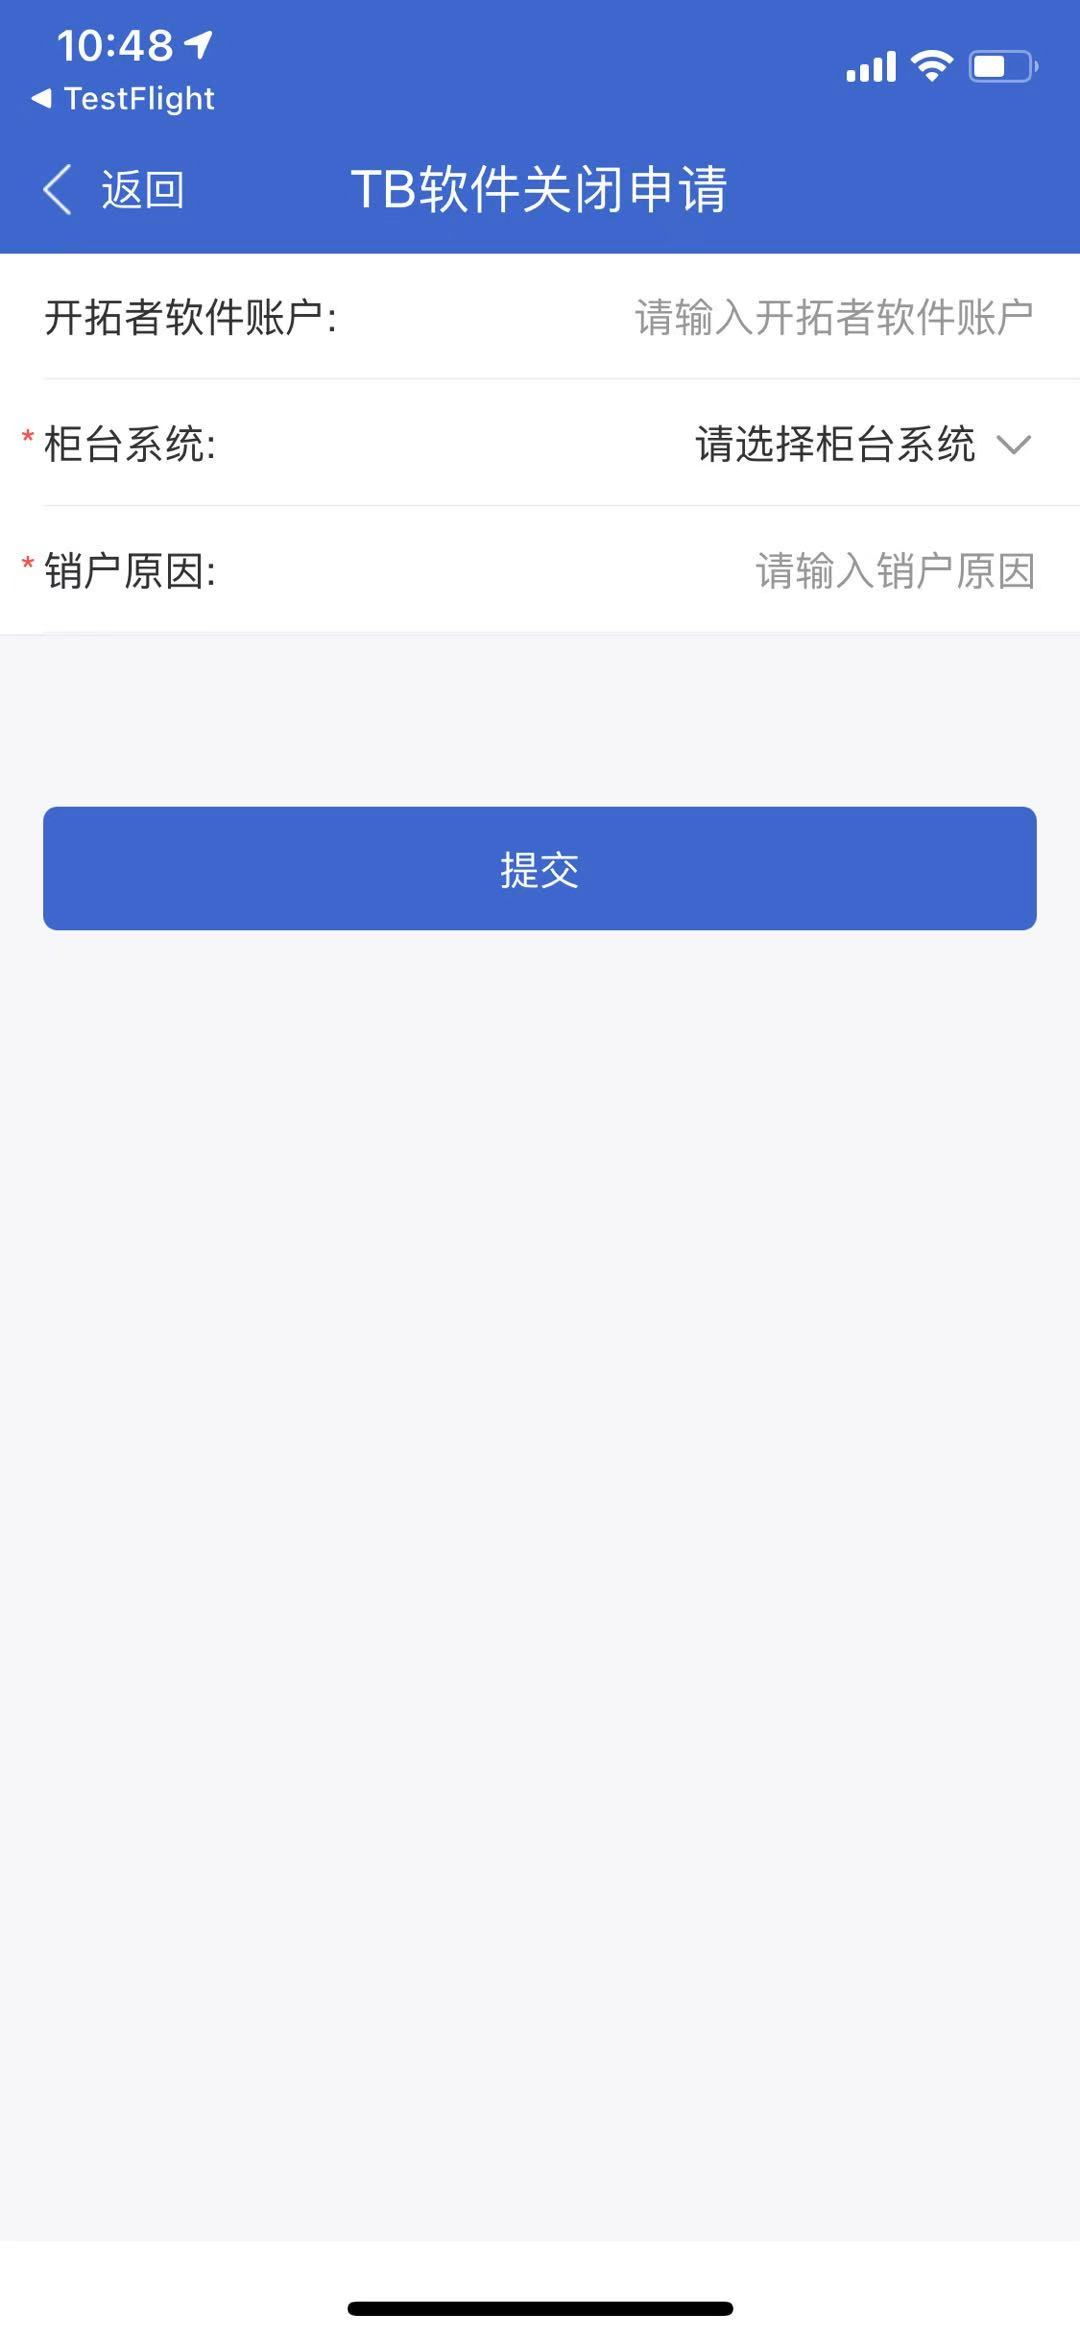 10:48
TestFlight
返回 TB软件关闭申请
开拓者软件账户: 请输入开拓者软件账户
* 柜台系统: 请选择柜台系统
* 销户原因: 请输入销户原因
提交